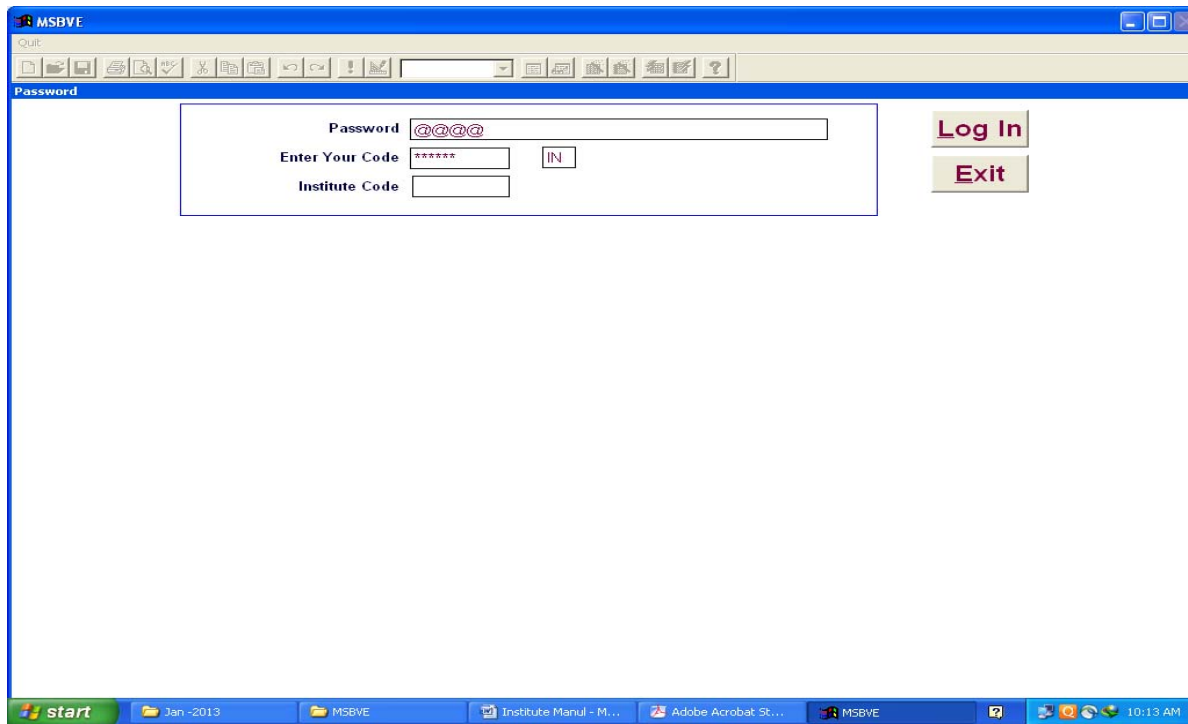 MSBVE
Quit
Password
Password @@@@
Log In
Enter Your Code ****** IN
Exit
Institute Code
start Jan -2013 MSBVE Institute Manul - M... Adobe Acrobat St... MSBVE 10:13 AM